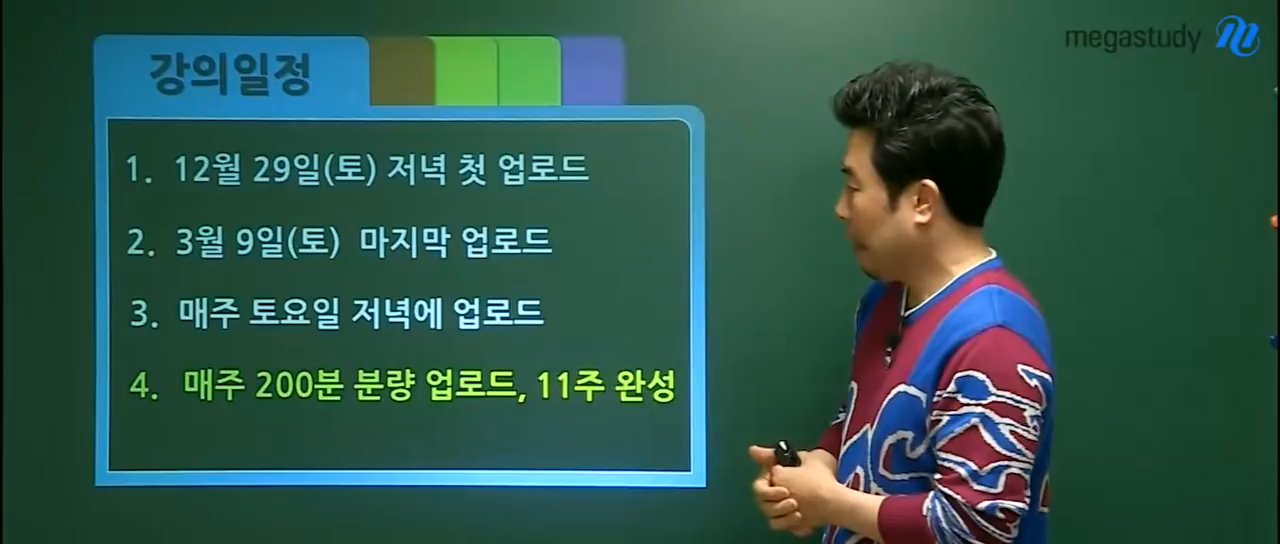 megastudy
강의일정
1. 12월 29일(토) 저녁 첫 업로드
2. 3월 9일(토) 마지막 업로드
3. 매주 토요일 저녁에 업로드
4. 매주 200분 분량 업로드, 11주 완성